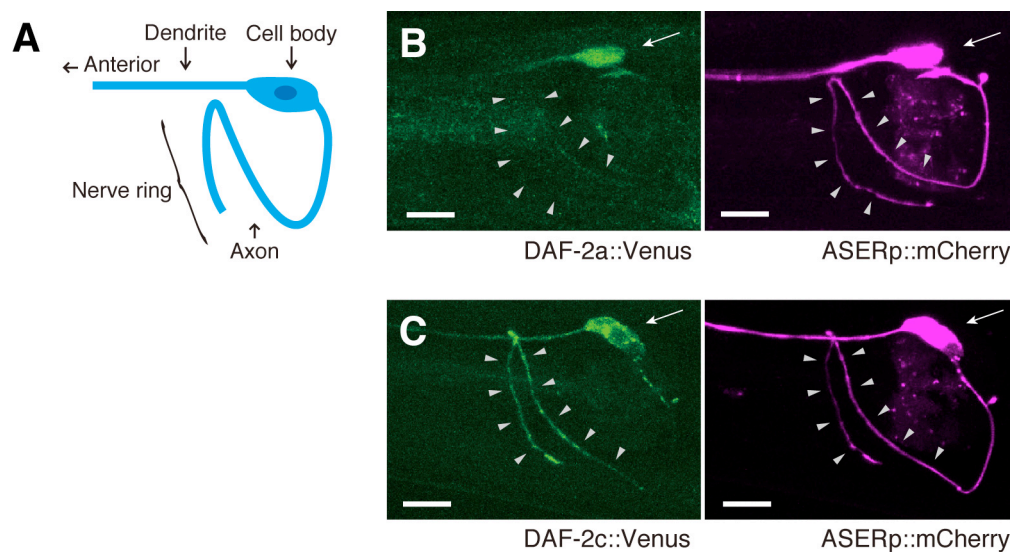 A
Dendrite
Cell body
← Anterior
Nerve ring
Axon
B
DAF-2a::Venus
ASERp::mCherry
C
DAF-2c::Venus
ASERp::mCherry